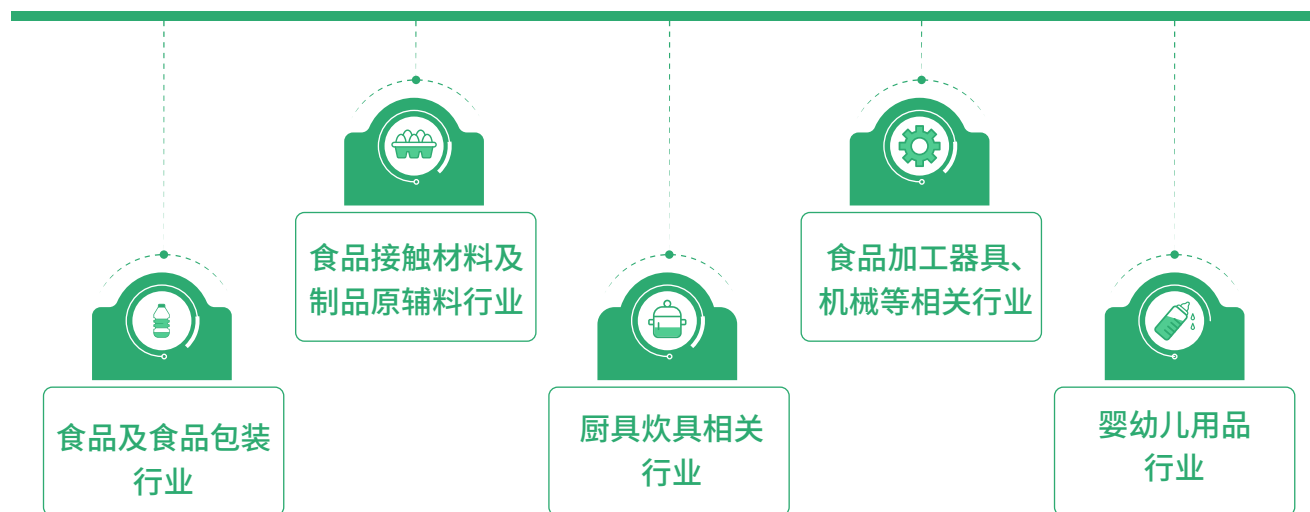 食品及食品包装
行业
食品接触材料及
制品原辅料行业
厨具炊具相关
行业
食品加工器具、
机械等相关行业
婴幼儿用品
行业